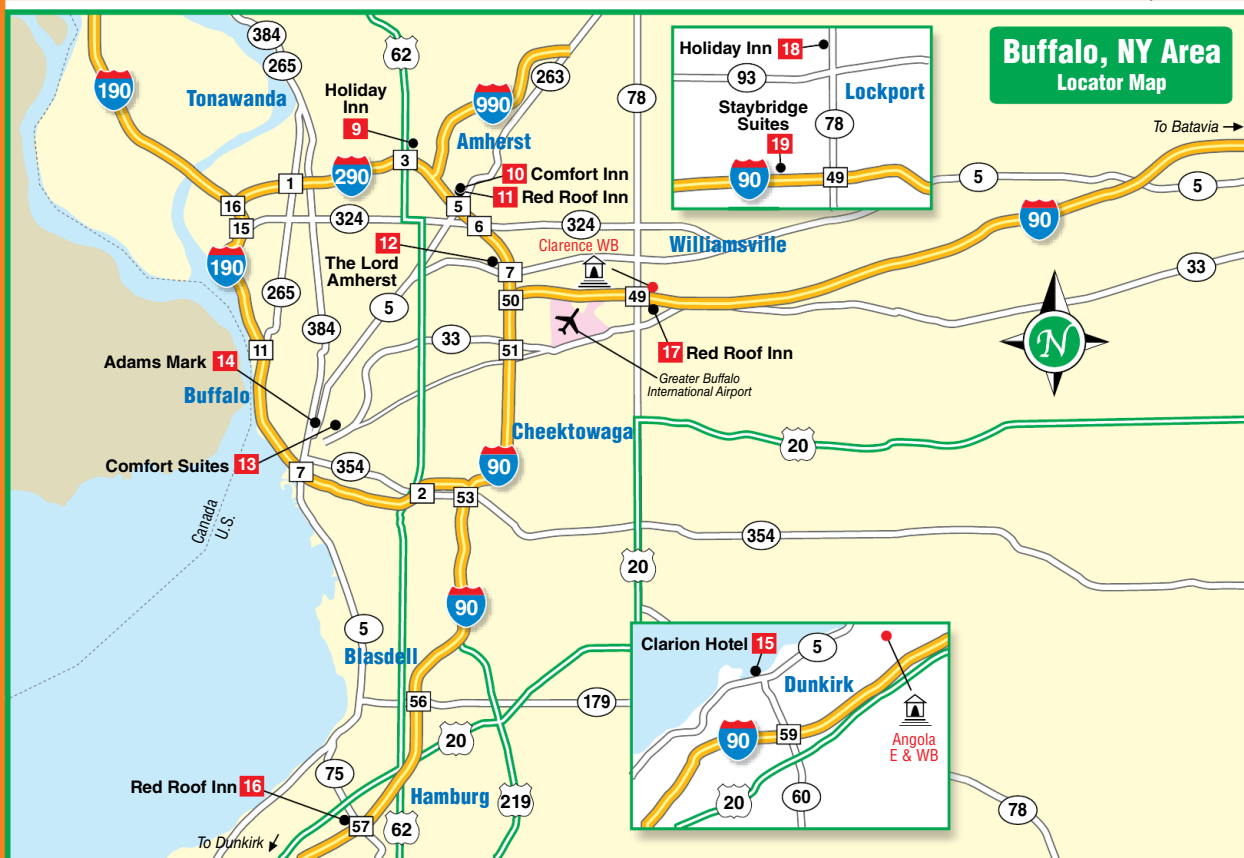 Buffalo, NY Area
Locator Map
384
265
62
190
Tonawanda
Holiday
Inn
9
990
263
Amherst
78
Holiday Inn 18
93
Lockport
Staybridge
Suites
19
78
90
49
To Batavia
5
5
3
290
1
16
15
324
10 Comfort Inn
11 Red Roof Inn
5
6
324
90
12
The Lord
Amherst
Clarence WB
Williamsville
7
190
33
50
49
265
5
384
33
51
17 Red Roof Inn
N
11
Adams Mark 14
Greater Buffalo
International Airport
Buffalo
Cheektowaga
20
Comfort Suites 13
7
354
90
2
53
Canada
U.S.
354
20
90
5
Blasdell
Clarion Hotel 15
5
Dunkirk
56
179
20
90
59
Angola
E & WB
75
Red Roof Inn 16
Hamburg
219
20
60
78
57
62
To Dunkirk